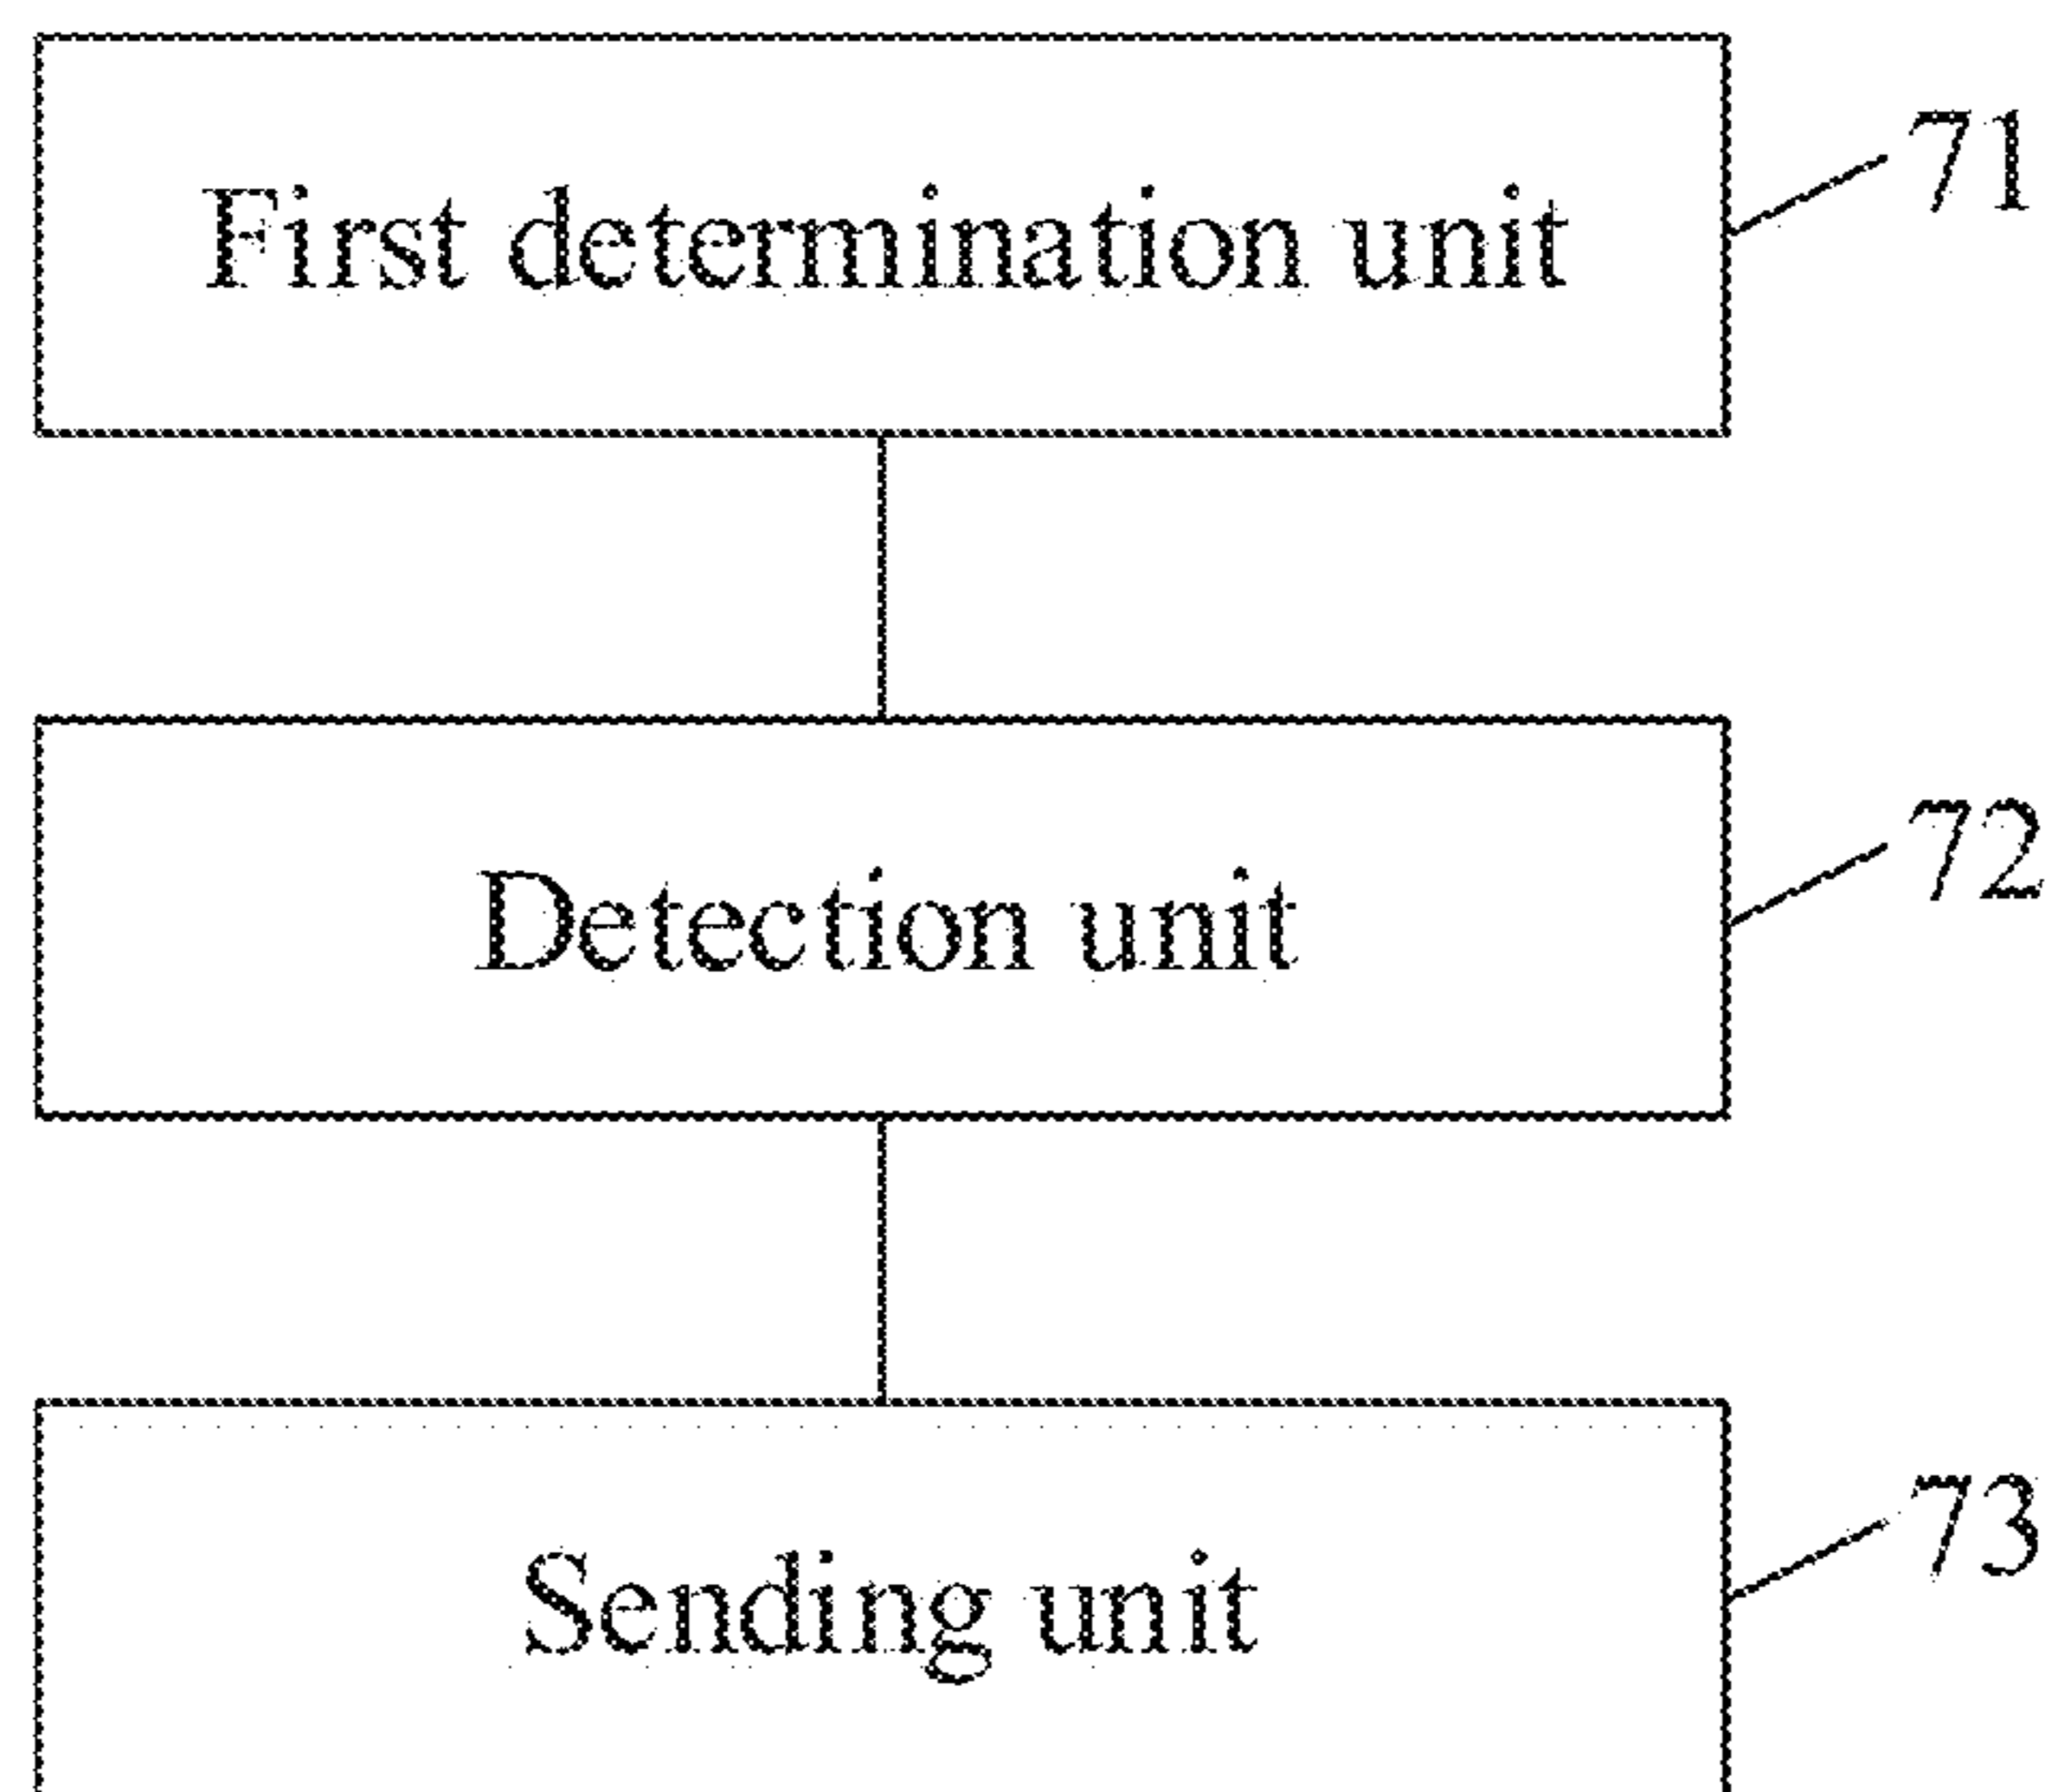 First determination unit
71
Detection unit
72
Sending unit
73